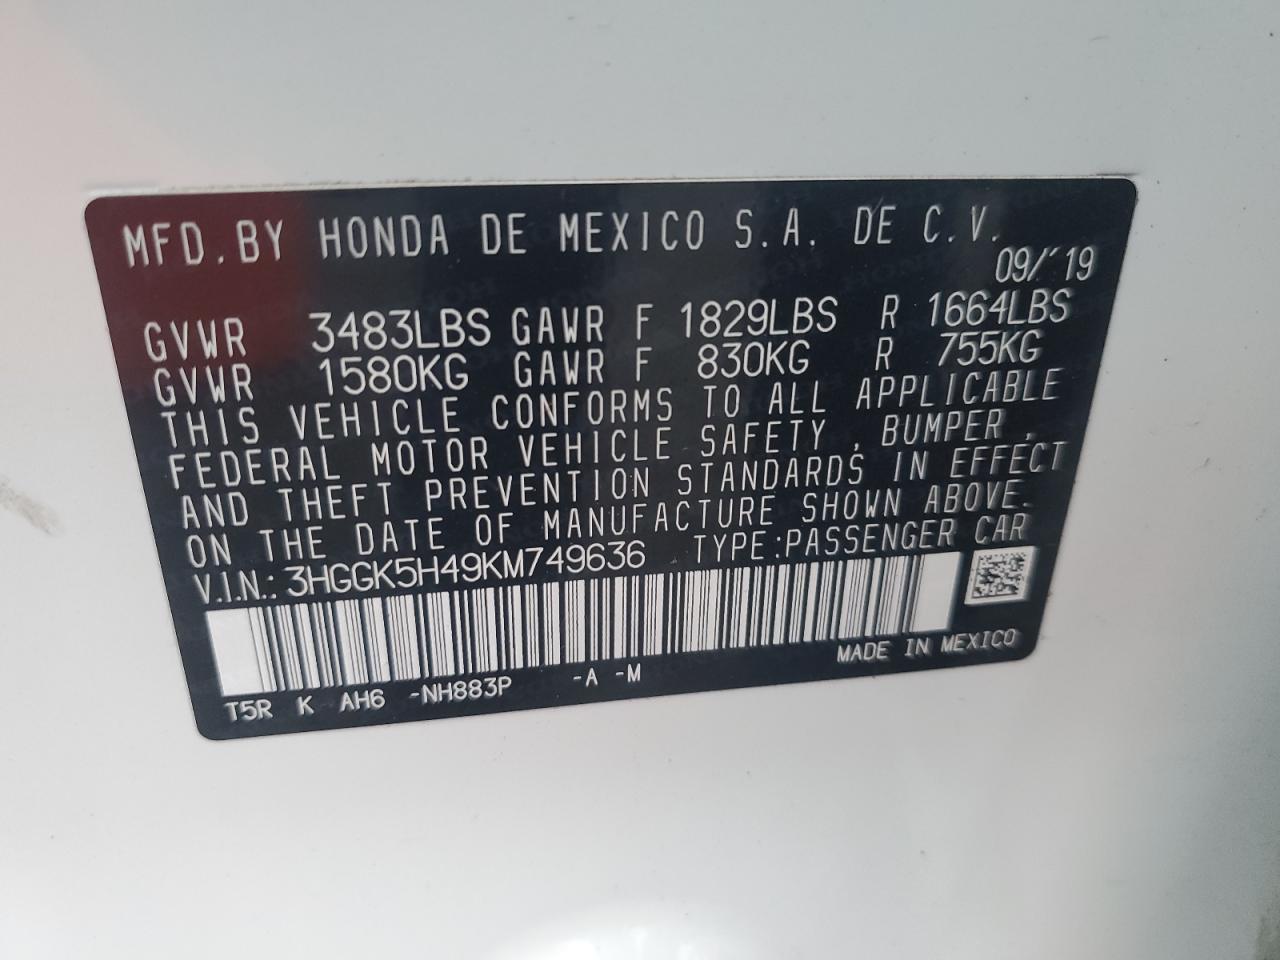 MFD.BY HONDA DE MEXICO S.A. DE C.V.
09/'19
GVWR 3483LBS GAWR F 1829LBS R 1664LBS
GVWR 1580KG GAWR F 830KG R 755KG
THIS VEHICLE CONFORMS TO ALL APPLICABLE
FEDERAL MOTOR VEHICLE SAFETY, BUMPER,
AND THEFT PREVENTION STANDARDS IN EFFECT
ON THE DATE OF MANUFACTURE SHOWN ABOVE.
V.I.N.: 3HGGK5H49KM749636 TYPE:PASSENGER CAR
MADE IN MEXICO
T5R K AH6 -NH883P -A -M